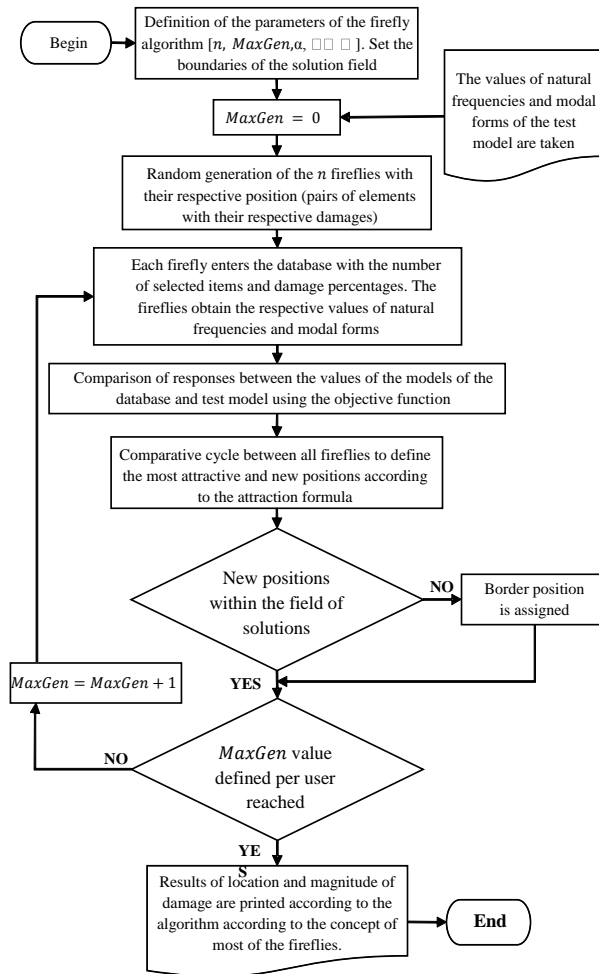 Begin
Definition of the parameters of the firefly
algorithm [n, MaxGen,α, □□ □ ]. Set the
boundaries of the solution field
MaxGen = 0
The values of natural
frequencies and modal
forms of the test
model are taken
Random generation of the n fireflies with
their respective position (pairs of elements
with their respective damages)
Each firefly enters the database with the number
of selected items and damage percentages. The
fireflies obtain the respective values of natural
frequencies and modal forms
Comparison of responses between the values of the models of the
database and test model using the objective function
Comparative cycle between all fireflies to define
the most attractive and new positions according
to the attraction formula
New positions
within the field of
solutions
NO
Border position
is assigned
YES
MaxGen = MaxGen + 1
NO
MaxGen value
defined per user
reached
YE
S
Results of location and magnitude of
damage are printed according to the
algorithm according to the concept of
most of the fireflies.
End